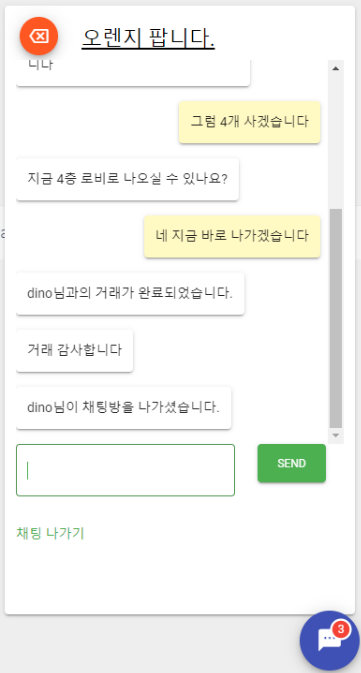 오렌지 팝니다.
니다
그럼 4개 사겠습니다
지금 4층 로비로 나오실 수 있나요?
네 지금 바로 나가겠습니다
dino님과의 거래가 완료되었습니다.
거래 감사합니다
dino님이 채팅방을 나가셨습니다.
SEND
채팅 나가기
3